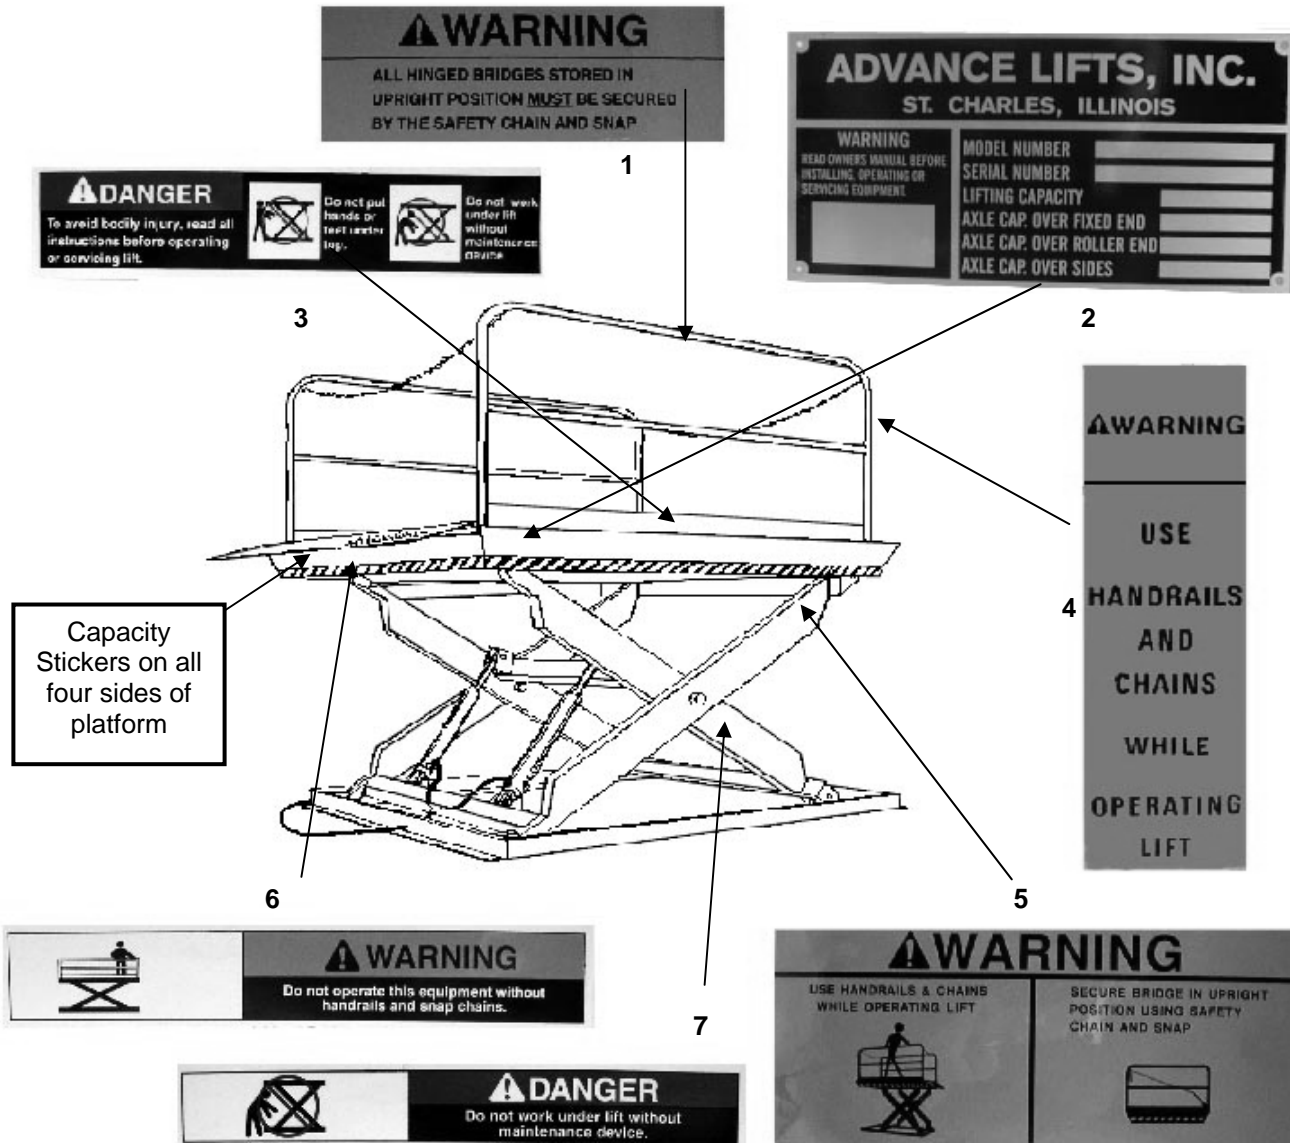 WARNING
ALL HINGED BRIDGES STORED IN
UPRIGHT POSITION MUST BE SECURED
BY THE SAFETY CHAIN AND SNAP
1
ADVANCE LIFTS, INC.
ST. CHARLES, ILLINOIS
WARNING
READ OWNERS MANUAL BEFORE
INSTALLING, OPERATING OR
SERVICING EQUIPMENT.
MODEL NUMBER
SERIAL NUMBER
LIFTING CAPACITY
AXLE CAP. OVER FIXED END
AXLE CAP. OVER ROLLER END
AXLE CAP. OVER SIDES
2
DANGER
To avoid bodily injury, read all
instructions before operating
or servicing lift.
Do not put
hands or
feet under
top.
Do not work
under lift
without
maintenance
device
3
WARNING
USE
HANDRAILS
AND
CHAINS
WHILE
OPERATING
LIFT
4
Capacity
Stickers on all
four sides of
platform
6
WARNING
Do not operate this equipment without
handrails and snap chains.
5
WARNING
USE HANDRAILS & CHAINS
WHILE OPERATING LIFT
SECURE BRIDGE IN UPRIGHT
POSITION USING SAFETY
CHAIN AND SNAP
7
DANGER
Do not work under lift without
maintenance device.